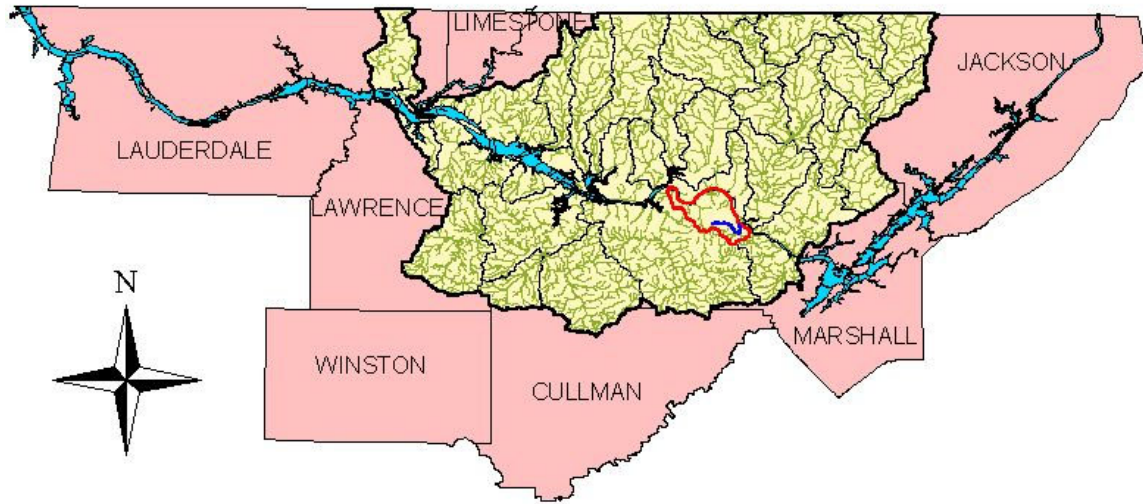 LIMESTONE
JACKSON
LAUDERDALE
LAWRENCE
N
MARSHALL
WINSTON
CULLMAN